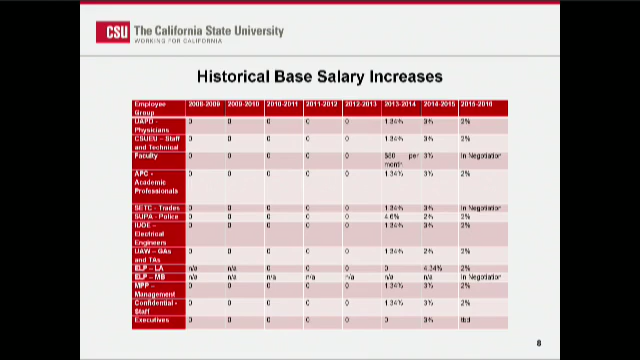 CSU The California State University
WORKING FOR CALIFORNIA
Historical Base Salary Increases
Employee Group 2008-2009 2009-2010 2010-2011 2011-2012 2012-2013 2013-2014 2014-2015 2015-2016
UAPD - Physicians 0 0 0 0 0 1.34% 3% 2%
CSUEU – Staff and Technical 0 0 0 0 0 1.34% 3% 2%
Faculty 0 0 0 0 0 $80 per month 3% In Negotiation
APC - Academic Professionals 0 0 0 0 0 1.34% 3% 2%
SETC - Trades 0 0 0 0 0 1.34% 3% In Negotiation
SUPA - Police 0 0 0 0 0 4.6% 2% 2%
IUOE – Electrical Engineers 0 0 0 0 0 1.34% 3% 2%
UAW – GAs and TAs 0 0 0 0 0 1.34% 2% 2%
ELP – LA n/a n/a 0 0 0 0 4.34% 2%
ELP – MB n/a n/a n/a n/a n/a n/a n/a In Negotiation
MPP – Management 0 0 0 0 0 1.34% 3% 2%
Confidential - Staff 0 0 0 0 0 1.34% 3% 2%
Executives 0 0 0 0 0 0 3% tbd
8